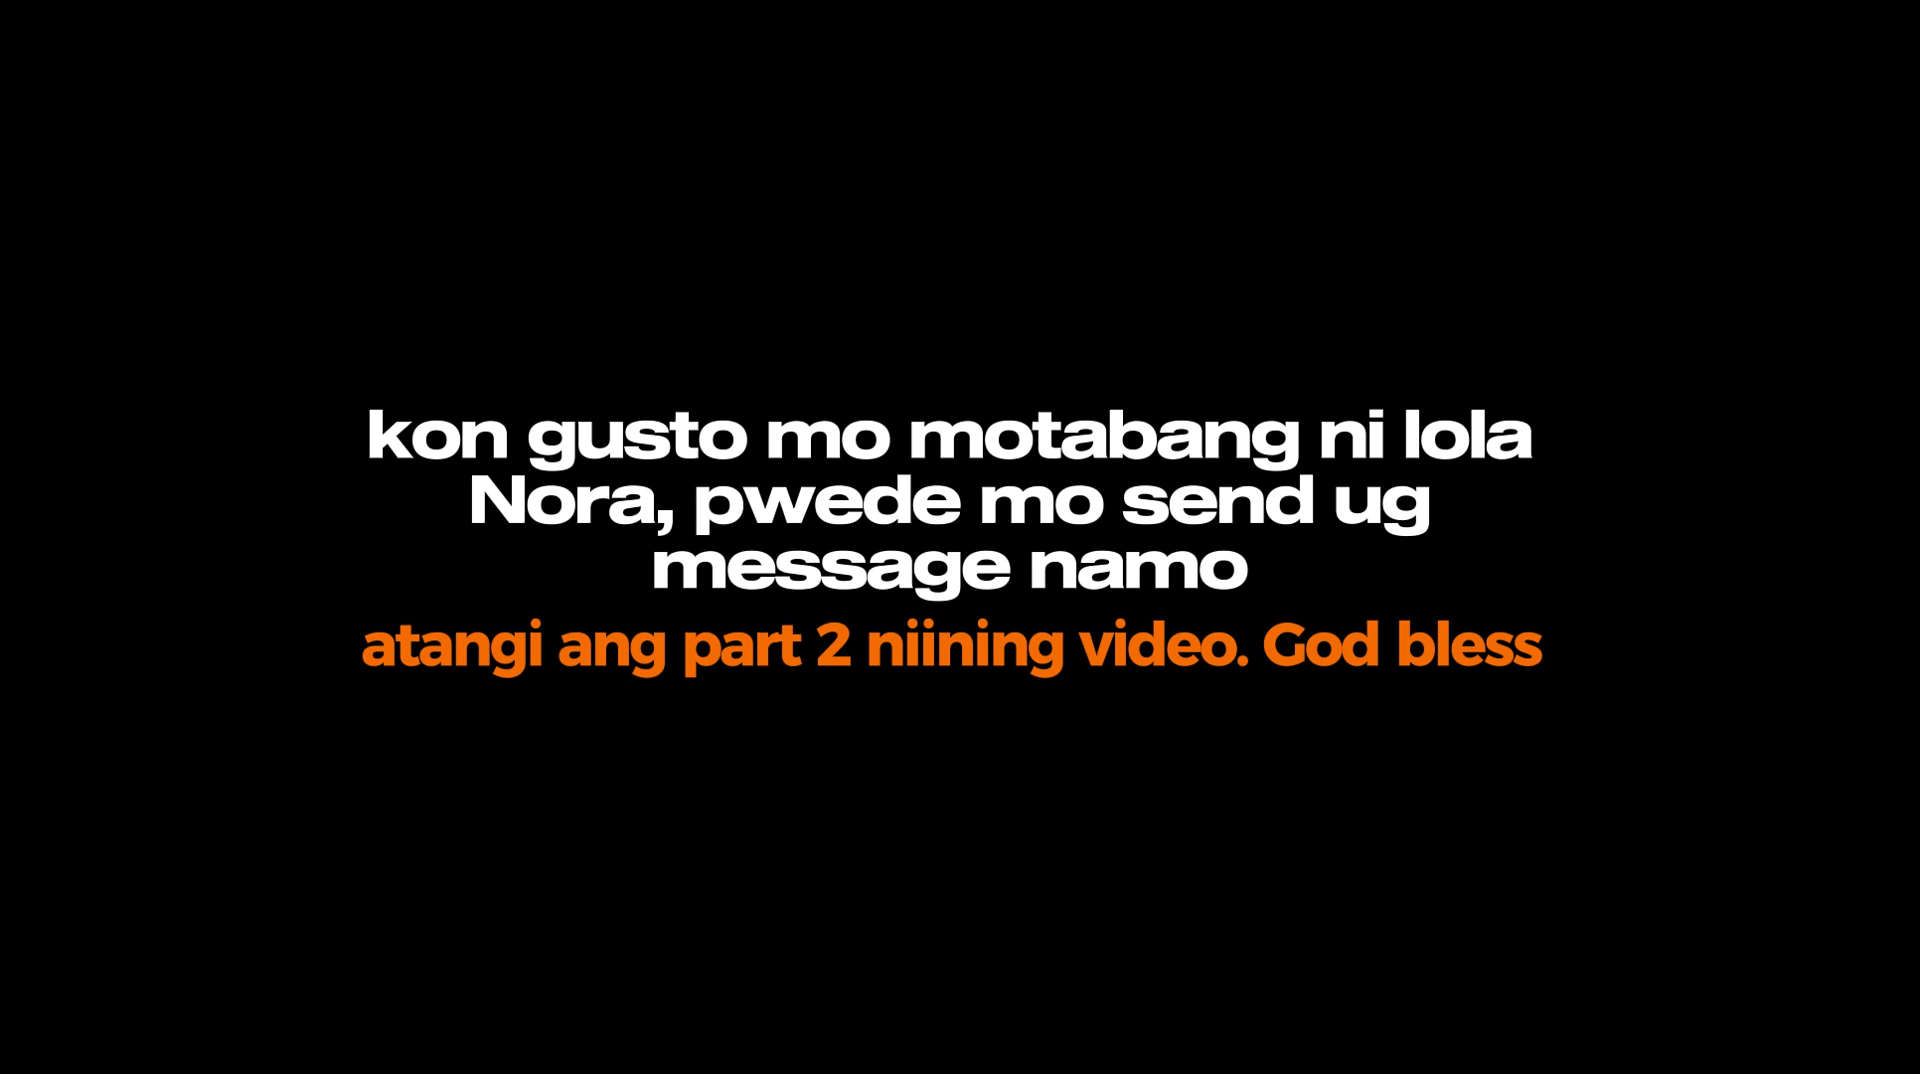 kon gusto mo motabang ni lola
Nora, pwede mo send ug
message namo
atangi ang part 2 niining video. God bless